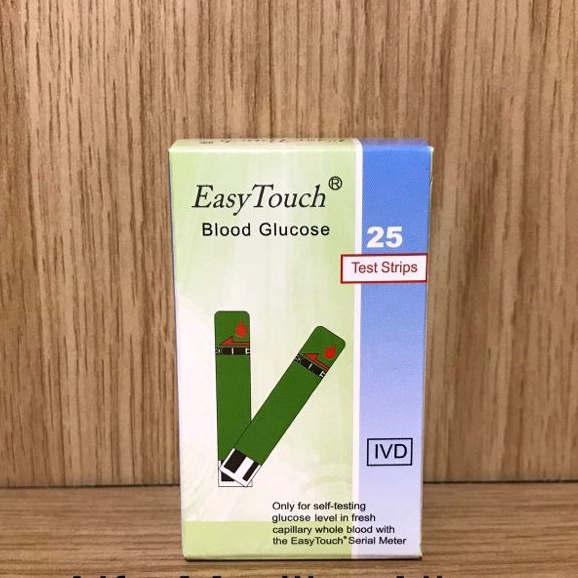 EasyTouch®
Blood Glucose
25
Test Strips
IVD
Only for self-testing
glucose level in fresh
capillary whole blood with
the EasyTouch® Serial Meter